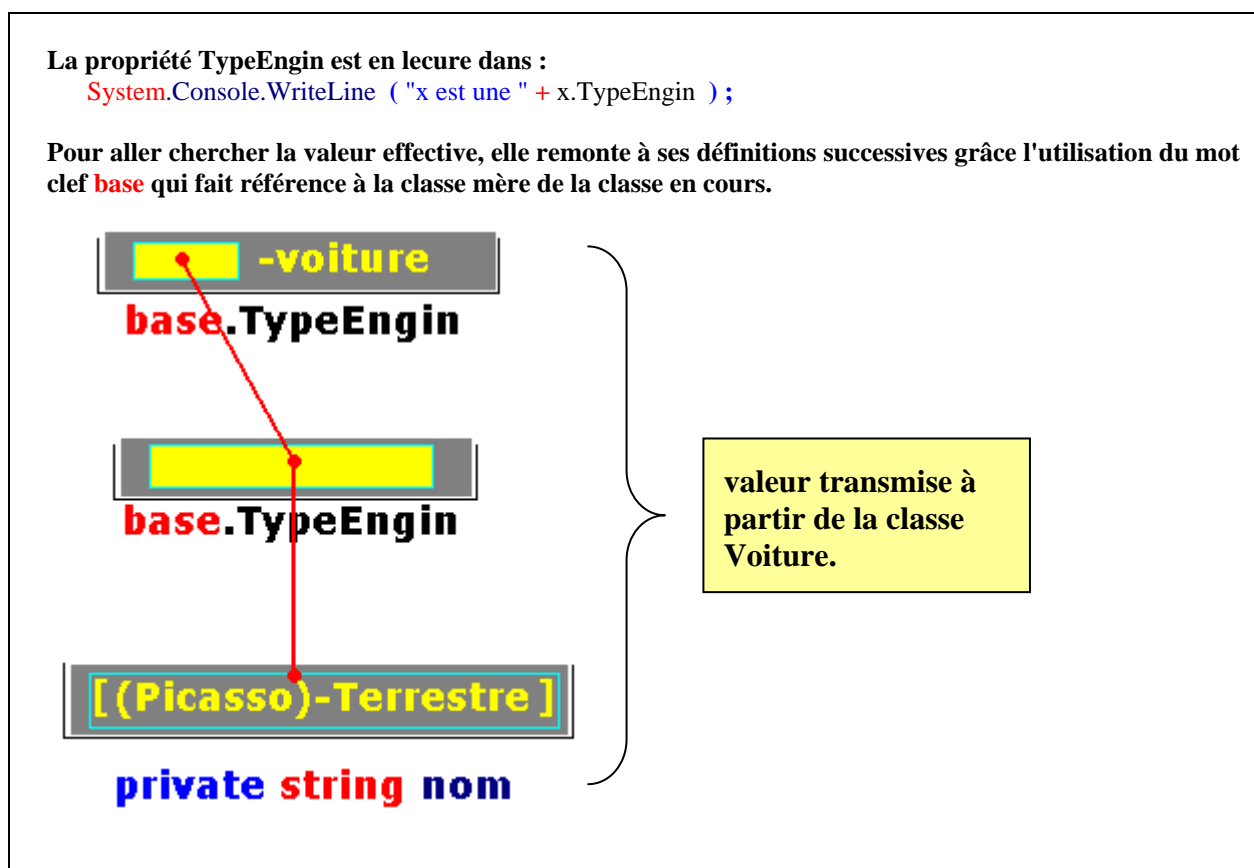 La propriété TypeEngin est en lecure dans :
System.Console.WriteLine ( "x est une " + x.TypeEngin ) ;
Pour aller chercher la valeur effective, elle remonte à ses définitions successives grâce l'utilisation du mot
clef base qui fait référence à la classe mère de la classe en cours.
-voiture
base.TypeEngin
base.TypeEngin
valeur transmise à
partir de la classe
Voiture.
[(Picasso)-Terrestre ]
private string nom